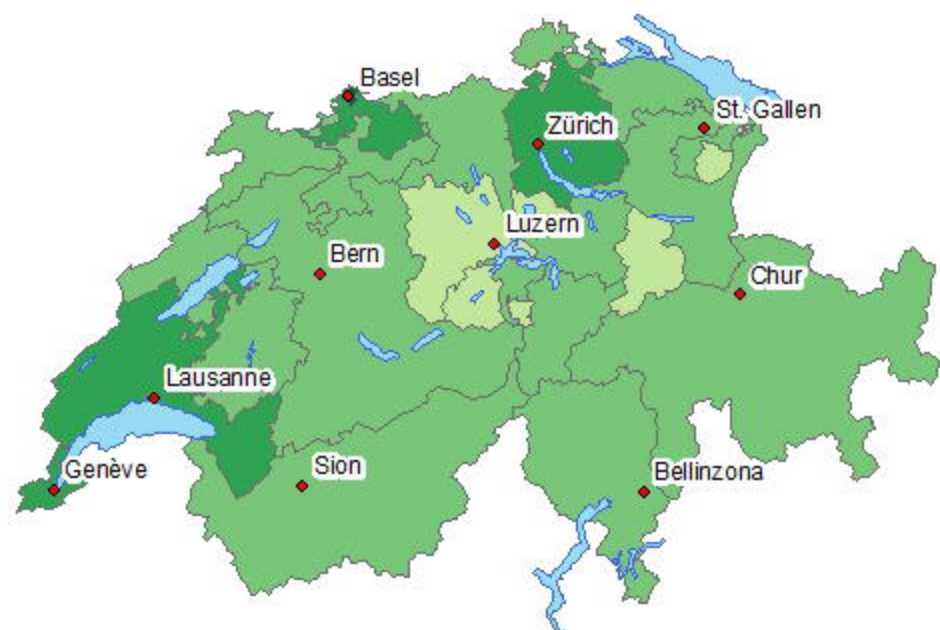 Basel
St. Gallen
Zürich
Luzern
Bern
Chur
Lausanne
Genève
Sion
Bellinzona